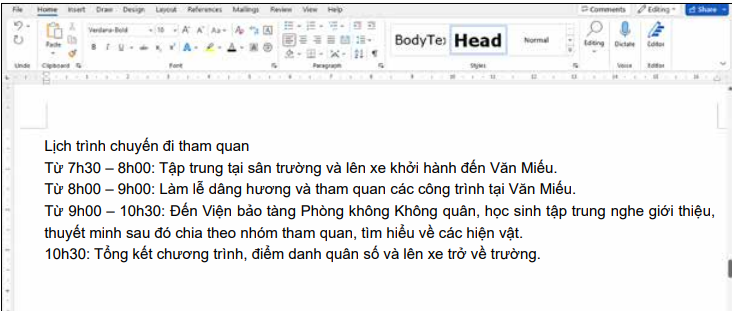 File Home Insert Draw Design Layout References Mailings Review View Help Comments Editing Share
Verdana-Bold 10 A A Aa A
Paste B I U ab x x A A A BodyTex Head Normal Editing Dictate Editor
Undo Clipboard Font Paragraph Styles Voice Editor
Lịch trình chuyến đi tham quan
Từ 7h30 – 8h00: Tập trung tại sân trường và lên xe khởi hành đến Văn Miếu.
Từ 8h00 – 9h00: Làm lễ dâng hương và tham quan các công trình tại Văn Miếu.
Từ 9h00 – 10h30: Đến Viện bảo tàng Phòng không Không quân, học sinh tập trung nghe giới thiệu,
thuyết minh sau đó chia theo nhóm tham quan, tìm hiểu về các hiện vật.
10h30: Tổng kết chương trình, điểm danh quân số và lên xe trở về trường.